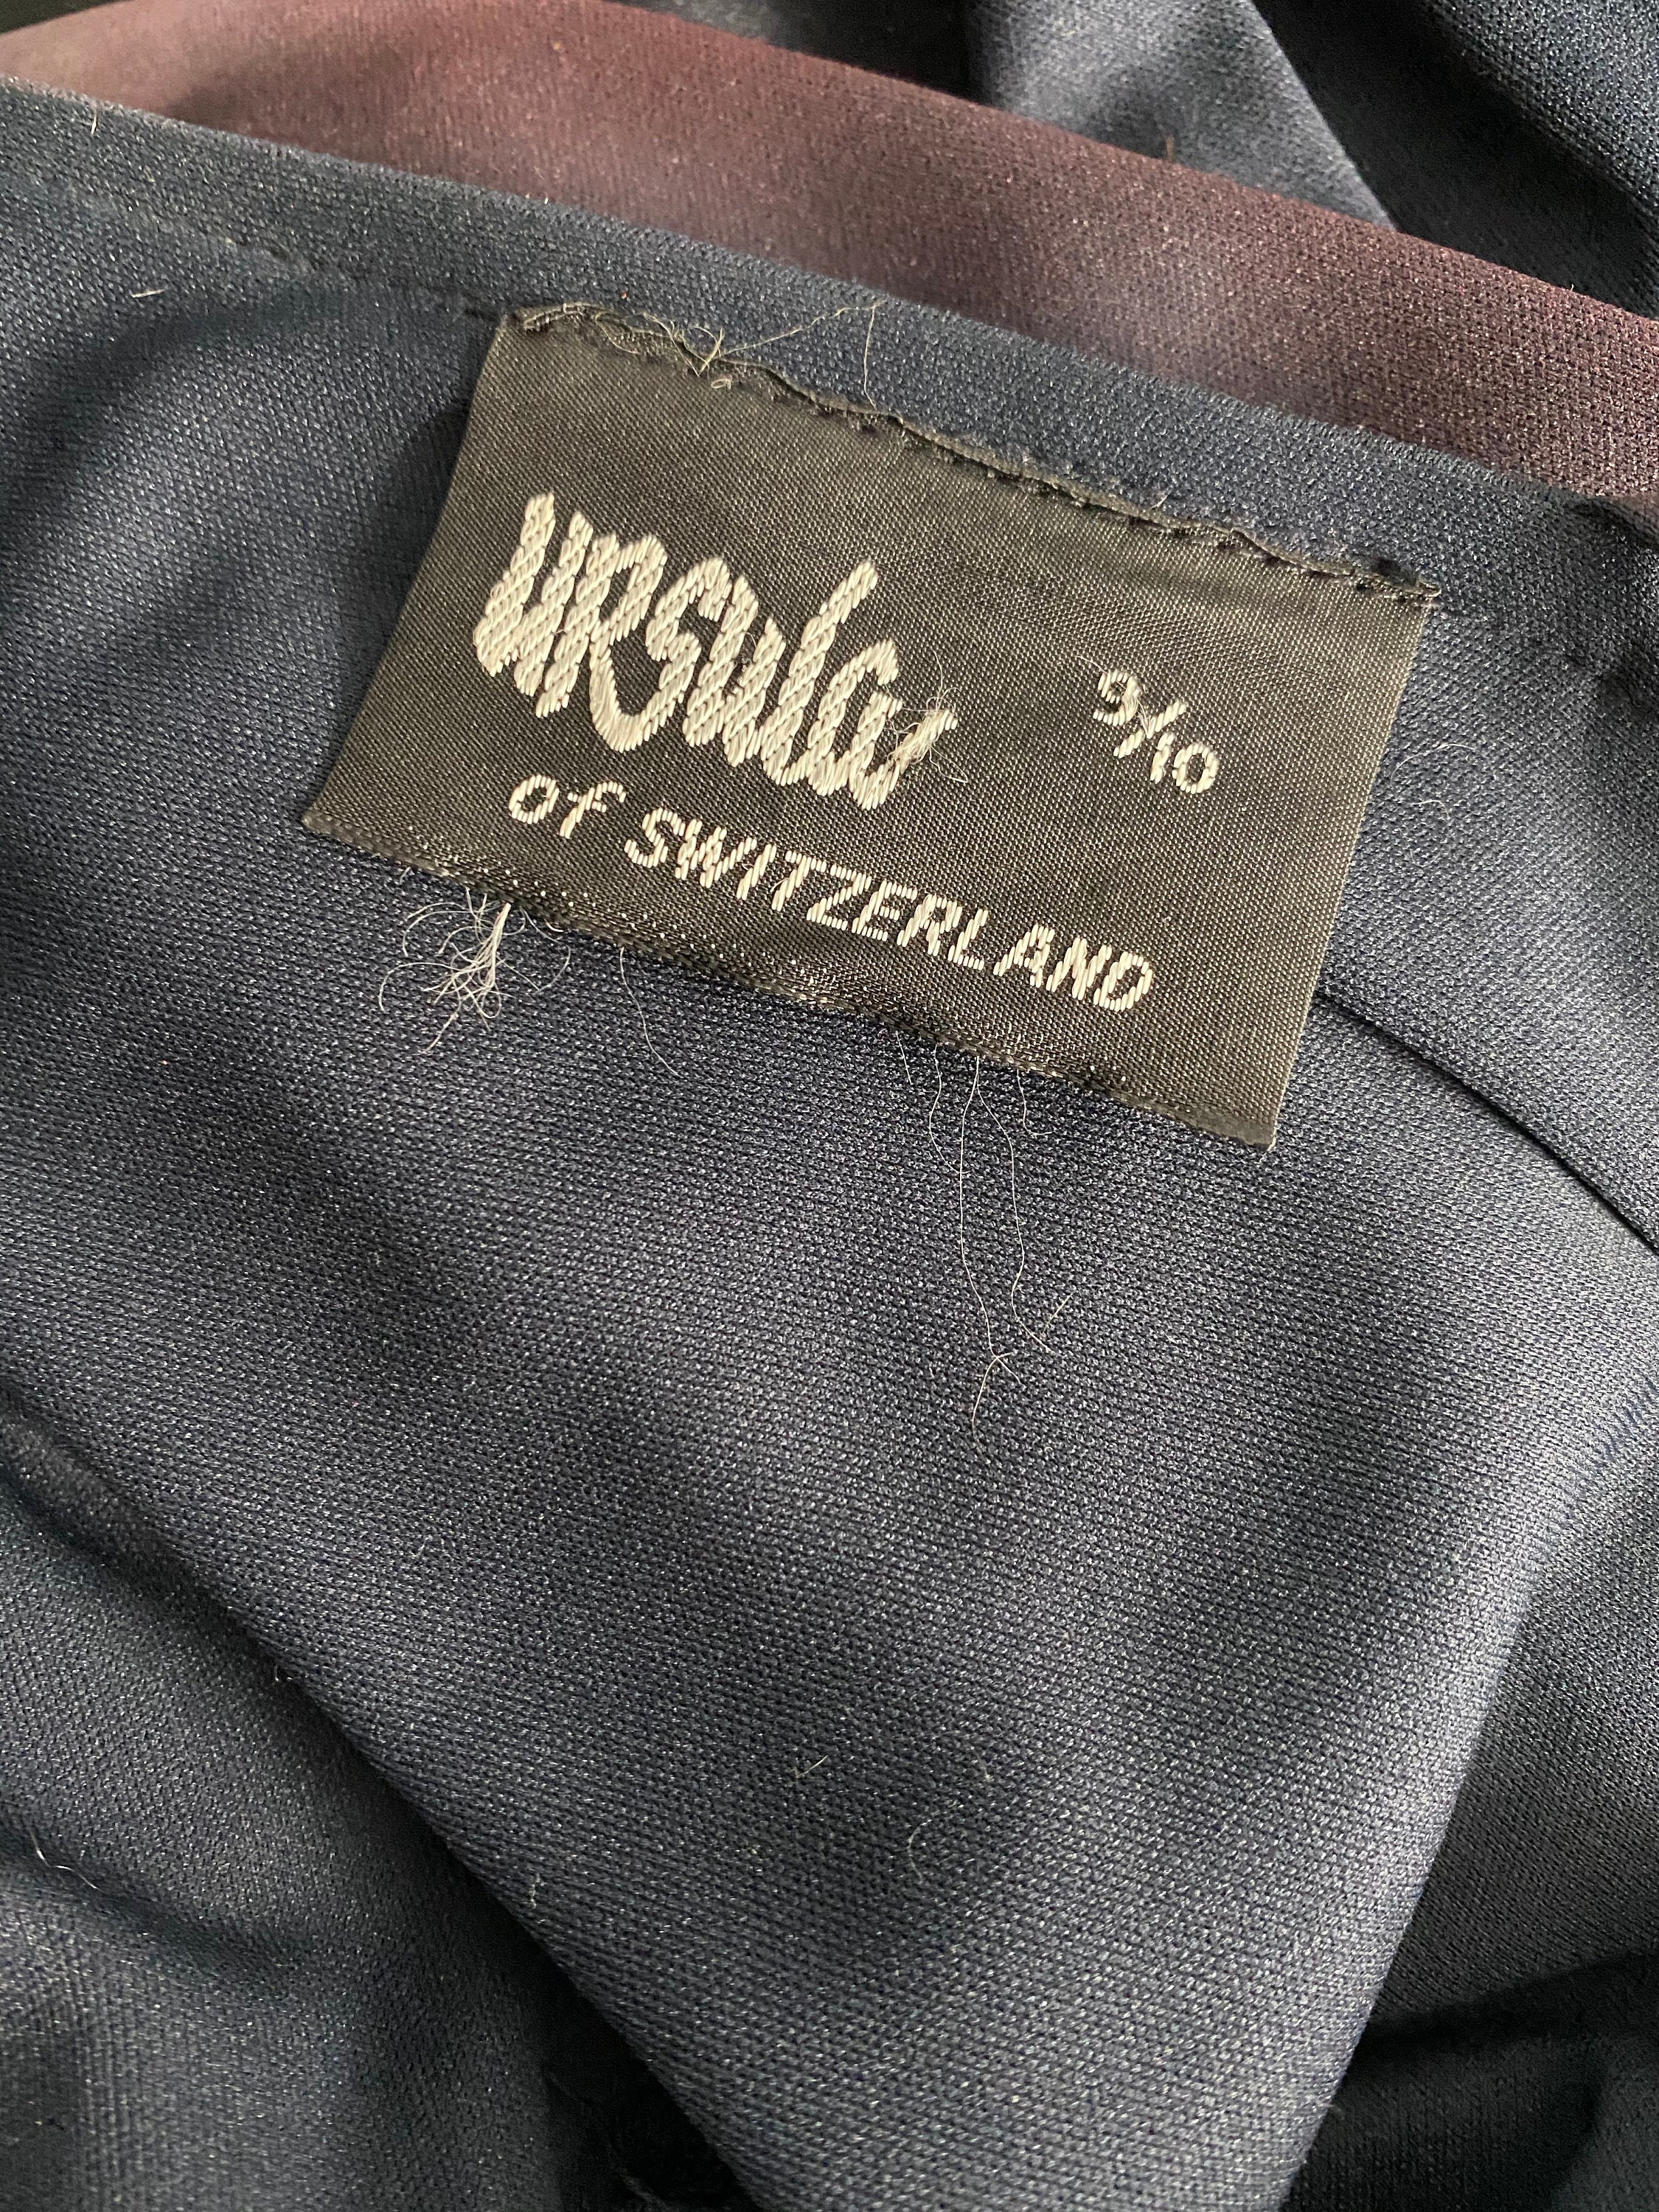 ursula
9/10
of SWITZERLAND